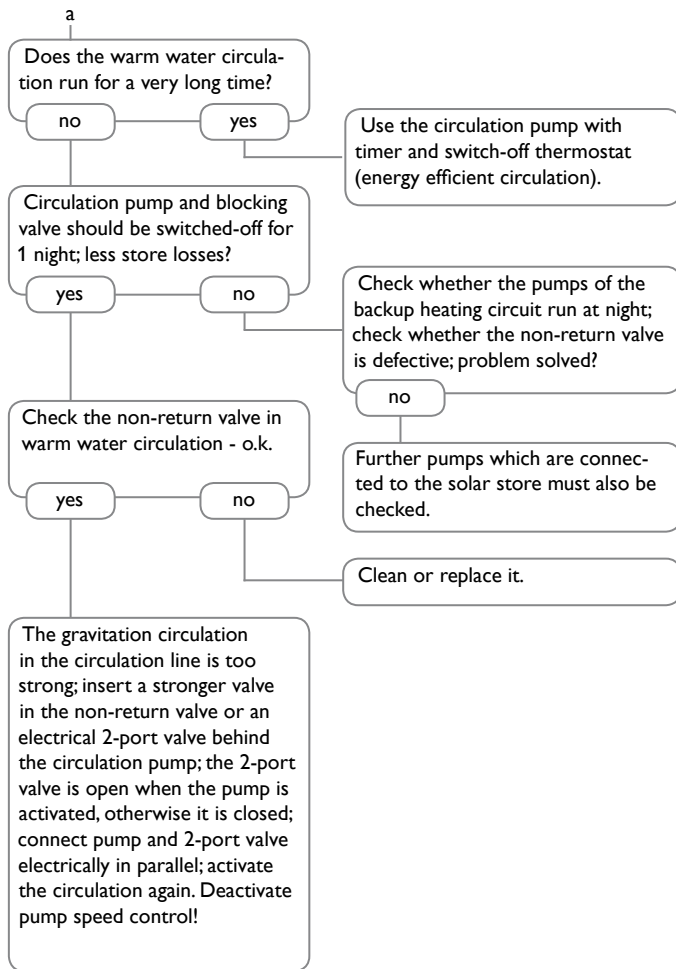 a
Does the warm water circula-
tion run for a very long time?
no
yes
Use the circulation pump with
timer and switch-off thermostat
(energy efficient circulation).
Circulation pump and blocking
valve should be switched-off for
1 night; less store losses?
yes
no
Check whether the pumps of the
backup heating circuit run at night;
check whether the non-return valve
is defective; problem solved?
no
Further pumps which are connec-
ted to the solar store must also be
checked.
Check the non-return valve in
warm water circulation - o.k.
yes
no
Clean or replace it.
The gravitation circulation
in the circulation line is too
strong; insert a stronger valve
in the non-return valve or an
electrical 2-port valve behind
the circulation pump; the 2-port
valve is open when the pump is
activated, otherwise it is closed;
connect pump and 2-port valve
electrically in parallel; activate
the circulation again. Deactivate
pump speed control!